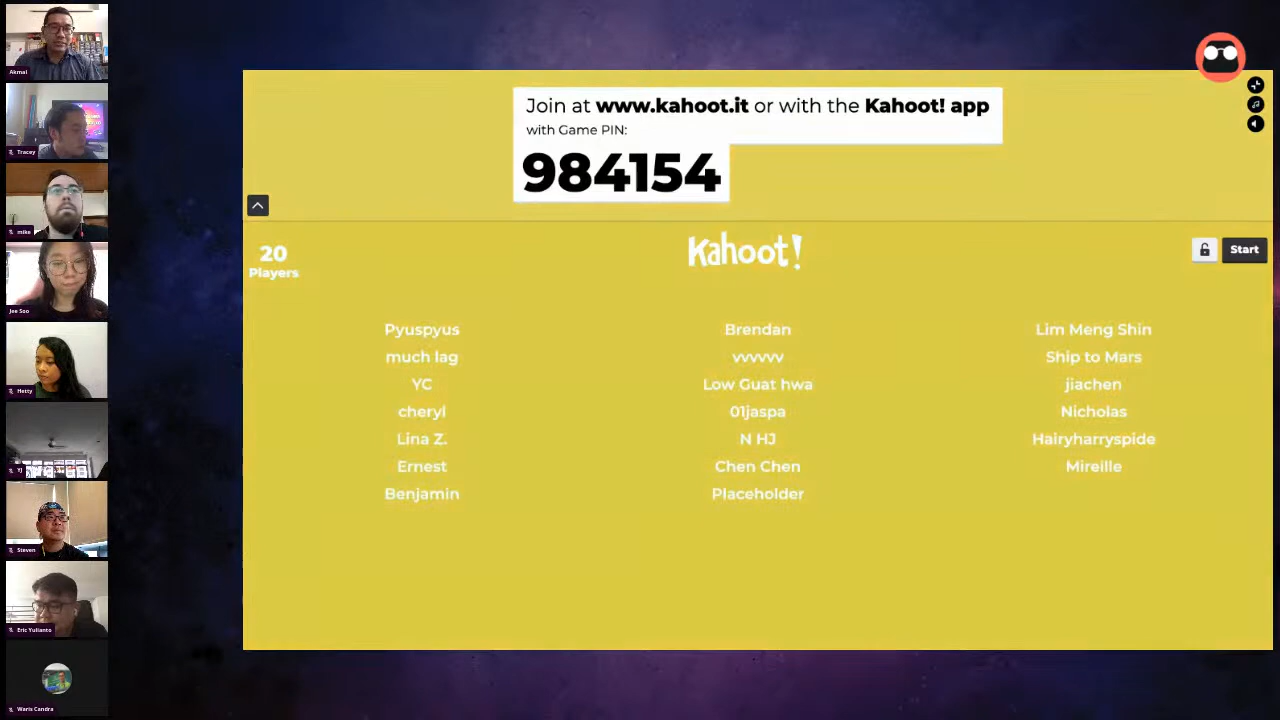 Akmal
Tracey
mike
Jee Soo
Hetty
YJ
Steven
Eric Yulianto
Waris Candra
Join at www.kahoot.it or with the Kahoot! app
with Game PIN:
984154
20
Players
Kahoot!
Start
Pyuspyus
Brendan
Lim Meng Shin
much lag
vvvvvv
Ship to Mars
YC
Low Guat hwa
jiachen
cheryl
01jaspa
Nicholas
Lina Z.
N HJ
Hairyharryspide
Ernest
Chen Chen
Mireille
Benjamin
Placeholder